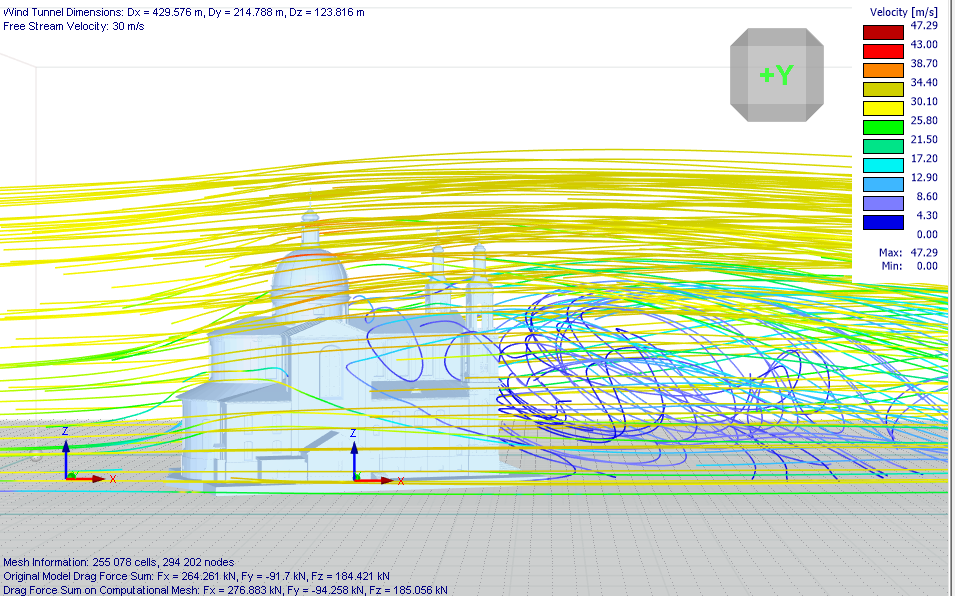 Wind Tunnel Dimensions: Dx = 429.576 m, Dy = 214.788 m, Dz = 123.816 m
Free Stream Velocity: 30 m/s
Velocity [m/s]
47.29
43.00
38.70
34.40
30.10
25.80
21.50
17.20
12.90
8.60
4.30
0.00
Max: 47.29
Min: 0.00
+Y
Z
X
Z
X
Mesh Information: 255 078 cells, 294 202 nodes
Original Model Drag Force Sum: Fx = 264.261 kN, Fy = -91.7 kN, Fz = 184.421 kN
Drag Force Sum on Computational Mesh: Fx = 276.883 kN, Fy = -94.258 kN, Fz = 185.056 kN